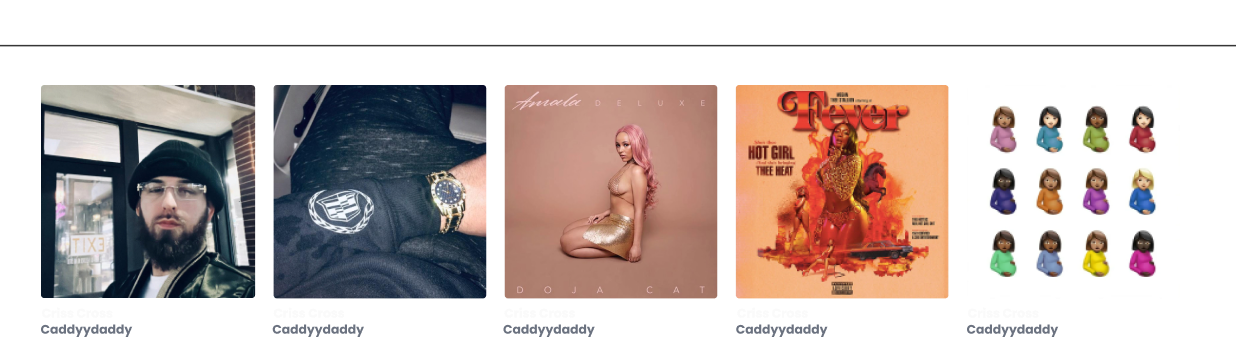 EXIT
Amala DELUXE
DOJA CAT
MEGAN
THEE STALLION
Fever
HOT GIRL
THEE HEAT
Criss Cross
Criss Cross
Criss Cross
Criss Cross
Criss Cross
Caddyydaddy
Caddyydaddy
Caddyydaddy
Caddyydaddy
Caddyydaddy